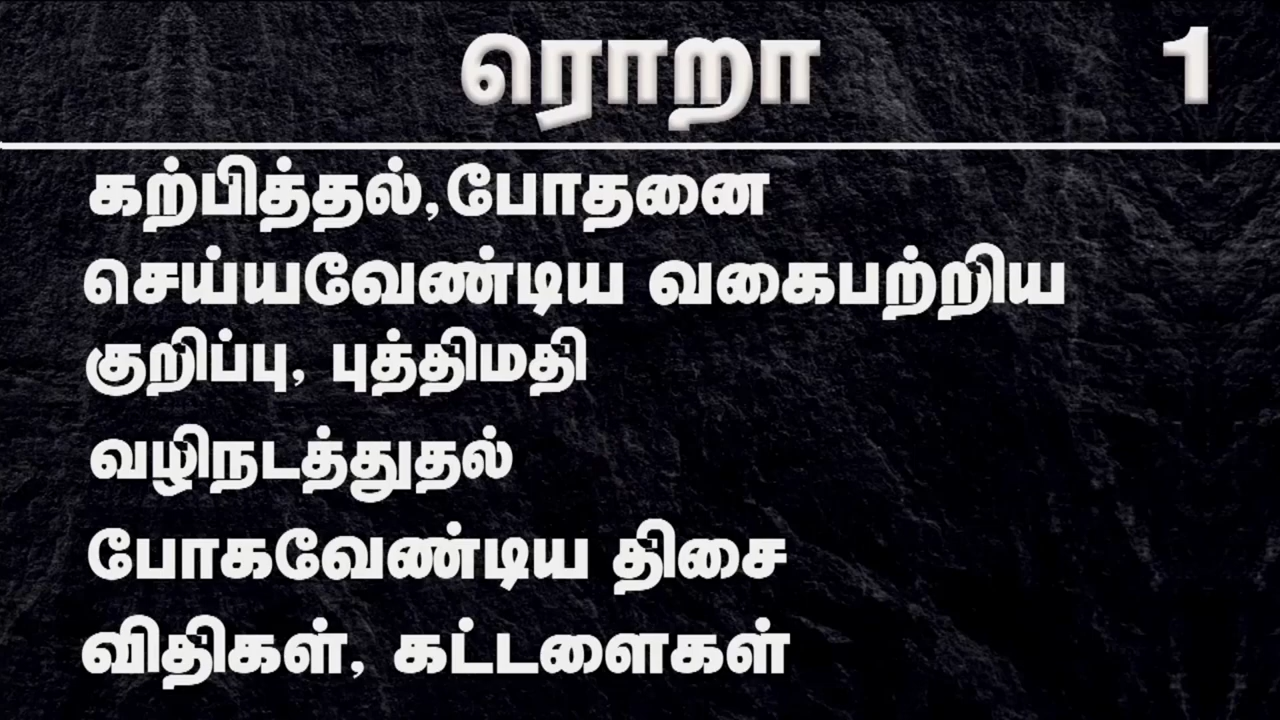 ரொறா 1
கற்பித்தல்,போதனை
செய்யவேண்டிய வகைபற்றிய
குறிப்பு, புத்திமதி
வழிநடத்துதல்
போகவேண்டிய திசை
விதிகள், கட்டளைகள்